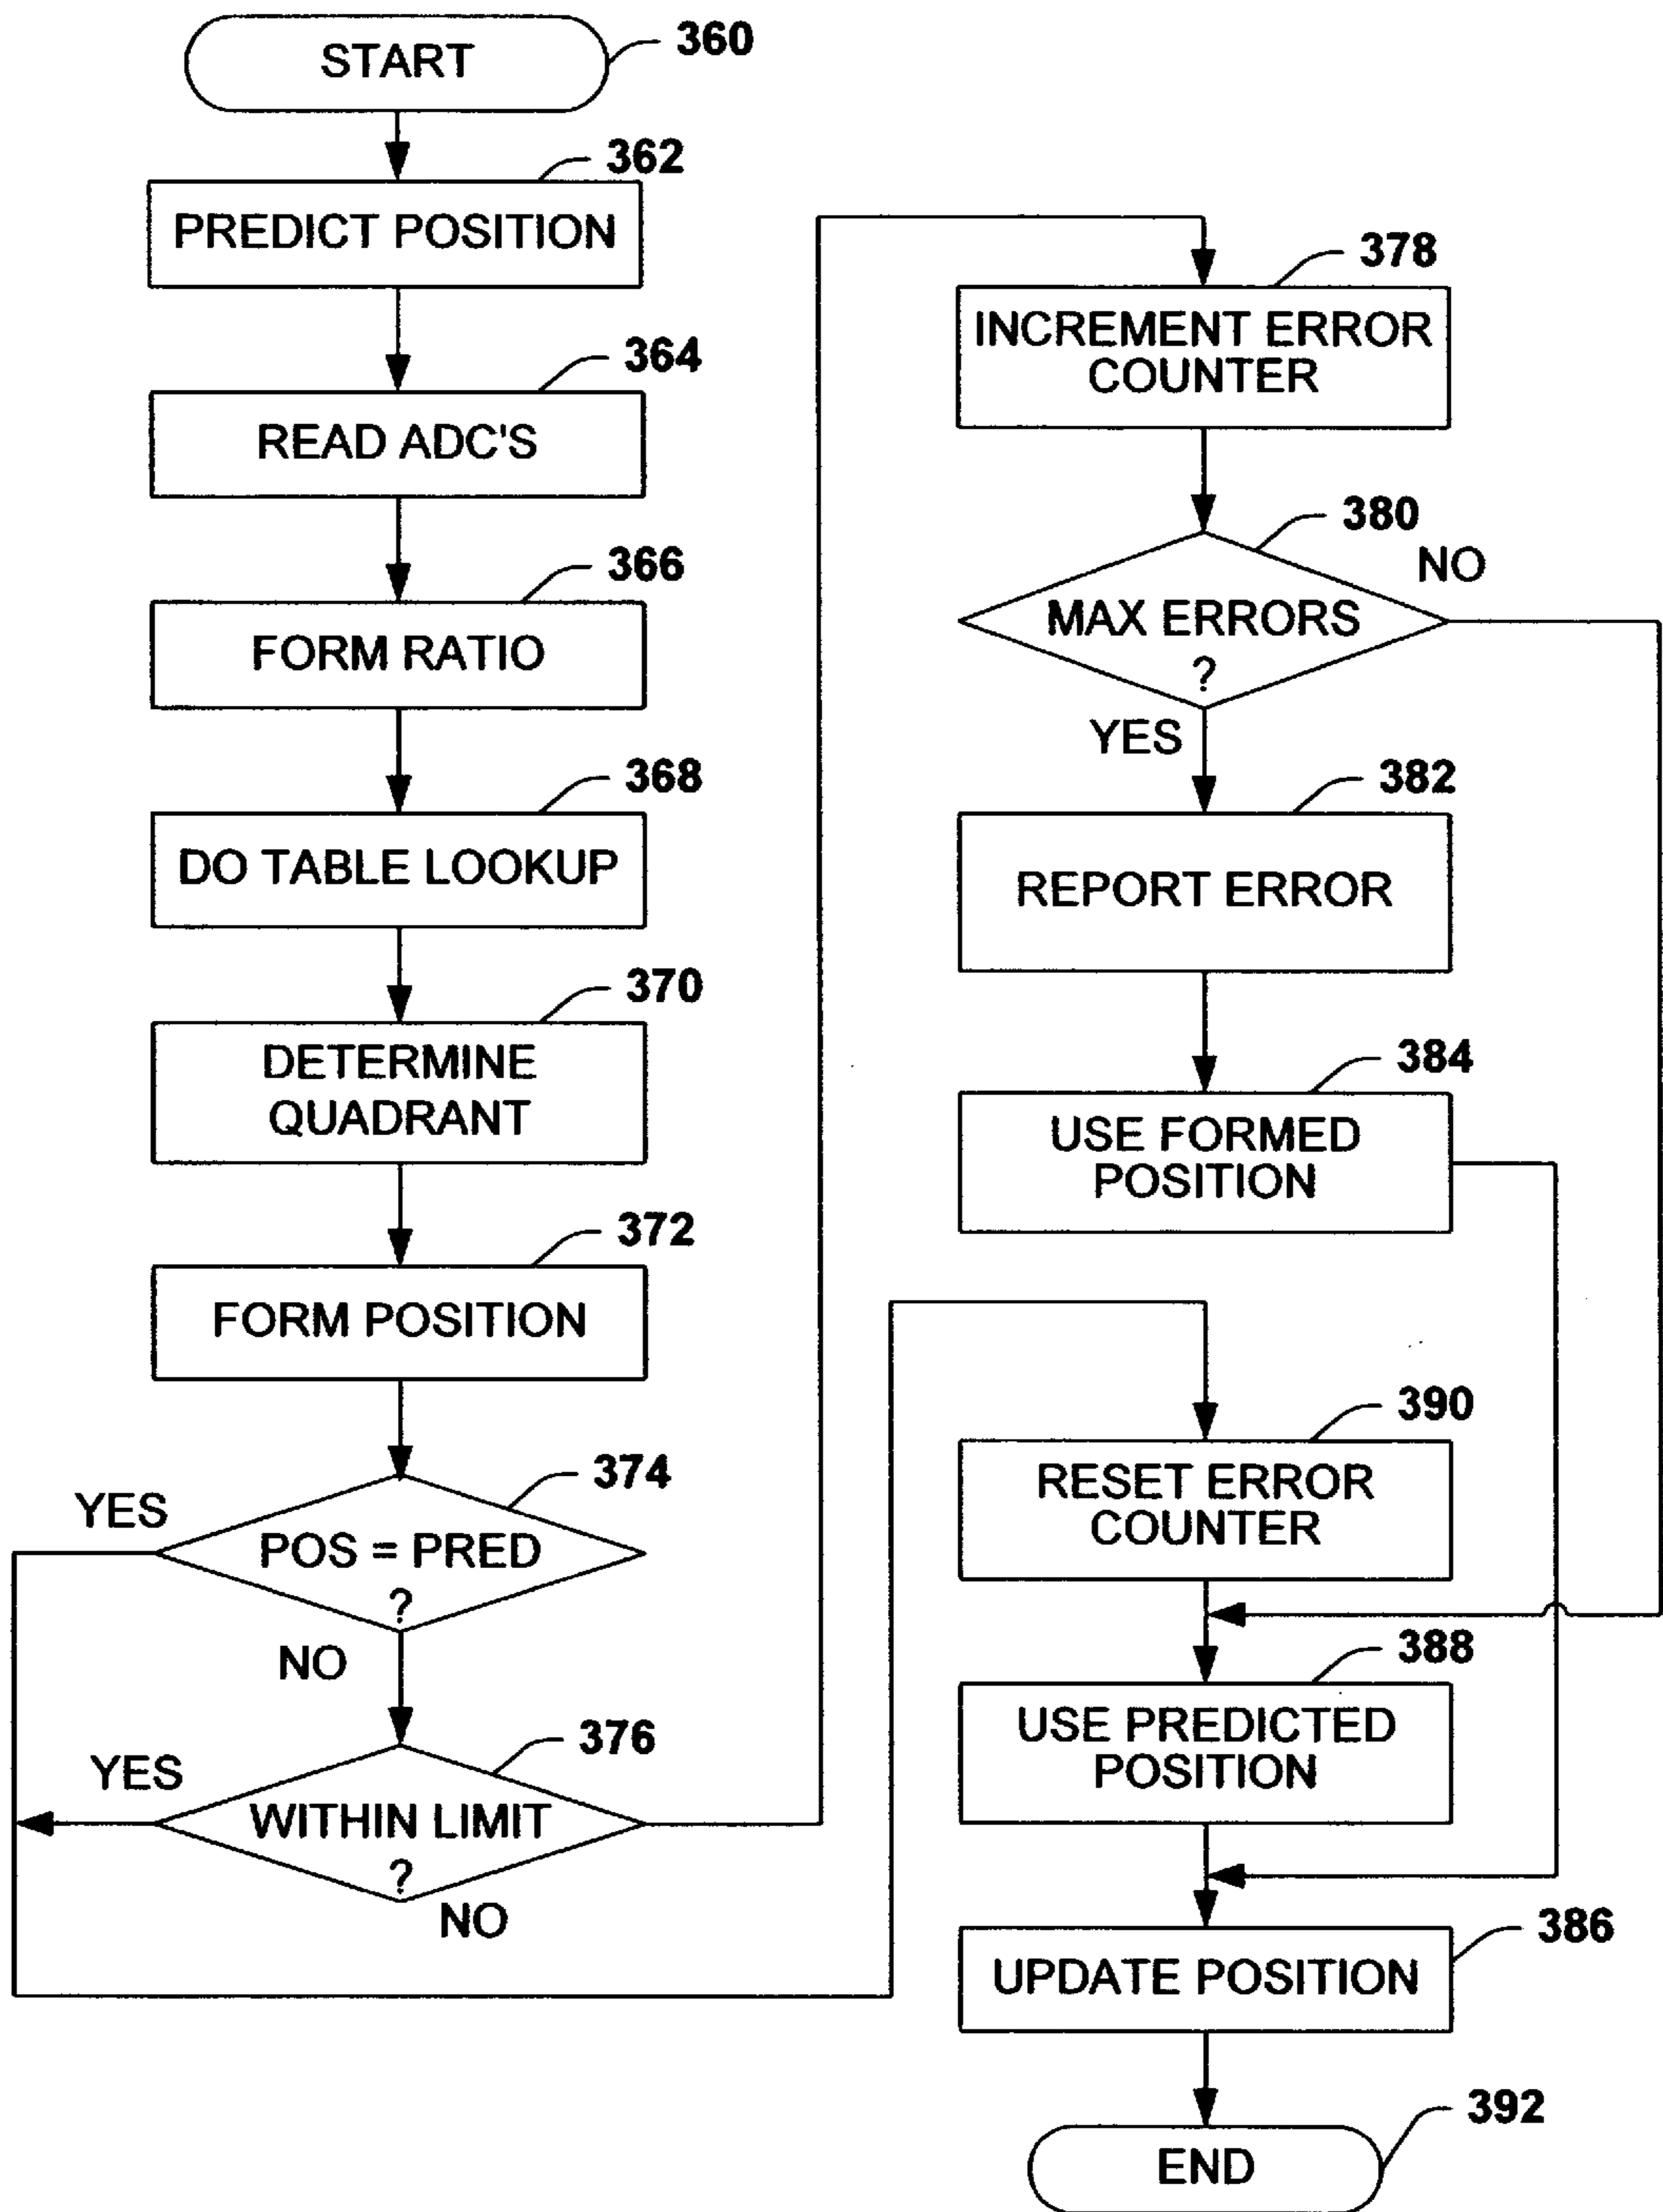 START
360
362
PREDICT POSITION
364
READ ADC'S
366
FORM RATIO
368
DO TABLE LOOKUP
370
DETERMINE
QUADRANT
372
FORM POSITION
374
YES
POS = PRED
?
NO
376
YES
WITHIN LIMIT
?
NO
378
INCREMENT ERROR
COUNTER
380
NO
MAX ERRORS
?
YES
382
REPORT ERROR
384
USE FORMED
POSITION
390
RESET ERROR
COUNTER
388
USE PREDICTED
POSITION
386
UPDATE POSITION
392
END